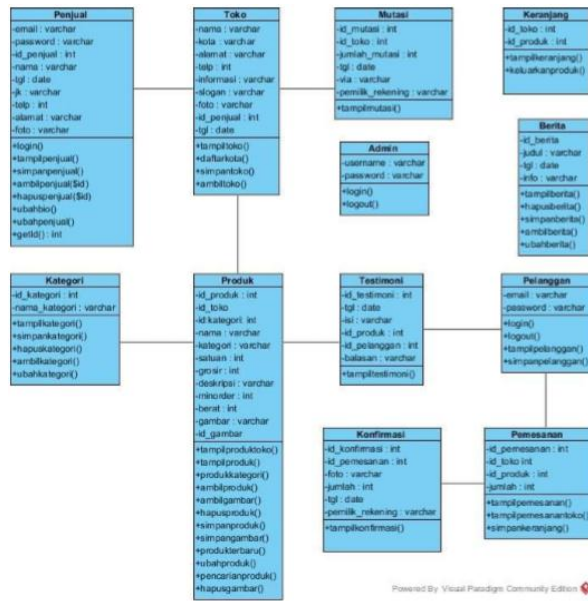 Penjual
-email : varchar
-password : varchar
-id_penjual : int
-nama : varchar
-tgl : date
-jk : varchar
-telp : int
-alamat : varchar
-foto : varchar
+login()
+tampilpenjual()
+simpanpenjual()
+ambilpenjual($id)
+hapuspenjual($id)
+ubahbio()
+ubahpenjual()
+getId() : int
Toko
-nama : varchar
-kota : varchar
-alamat : varchar
-telp : int
-informasi : varchar
-slogan : varchar
-foto : varchar
-id_penjual : int
-tgl : date
+tampiltoko()
+daftarkota()
+simpantoko()
+ambiltoko()
Mutasi
-id_mutasi : int
-id_toko : int
-jumlah_mutasi : int
-tgl : date
-via : varchar
-pemilik_rekening : varchar
+tampilmutasi()
Keranjang
-id_toko : int
-id_produk : int
+tampilkeranjang()
+keluarkanproduk()
Admin
-username : varchar
-password : varchar
+login()
+logout()
Berita
-id_berita
-judul : varchar
-tgl : date
-info : varchar
+tampilberita()
+hapusberita()
+simpanberita()
+ambilberita()
+ubahberita()
Kategori
-id_kategori : int
-nama_kategori : varchar
+tampilkategori()
+simpankategori()
+hapuskategori()
+ambilkategori()
+ubahkategori()
Produk
-id_produk : int
-id_toko
-id:kategori: int
-nama : varchar
-kategori : varchar
-satuan : int
-grosir : int
-deskripsi : varchar
-minorder : int
-berat : int
-gambar : varchar
-id_gambar
+tampilproduktoko()
+tampilproduk()
+produkkategori()
+ambilproduk()
+ambilgambar()
+hapusproduk()
+simpanproduk()
+simpangambar()
+produkterbaru()
+ubahproduk()
+pencarianproduk()
+hapusgambar()
Testimoni
-id_testimoni : int
-tgl : date
-isi : varchar
-id_produk : int
-id_pelanggan : int
-balasan : varchar
+tampiltestimoni()
Pelanggan
-email : varchar
-password : varchar
+login()
+logout()
+tampilpelanggan()
+simpanpelanggan()
Konfirmasi
-id_konfirmasi : int
-id_pemesanan : int
-foto : varchar
-jumlah : int
-tgl : date
-pemilik_rekening : varchar
+tampilkonfirmasi()
Pemesanan
-id_pemesanan : int
-id_toko int
-id_produk : int
-jumlah : int
+tampilpemesanan()
+tampilpemesanantoko()
+simpankeranjang()
Powered By Visual Paradigm Community Edition